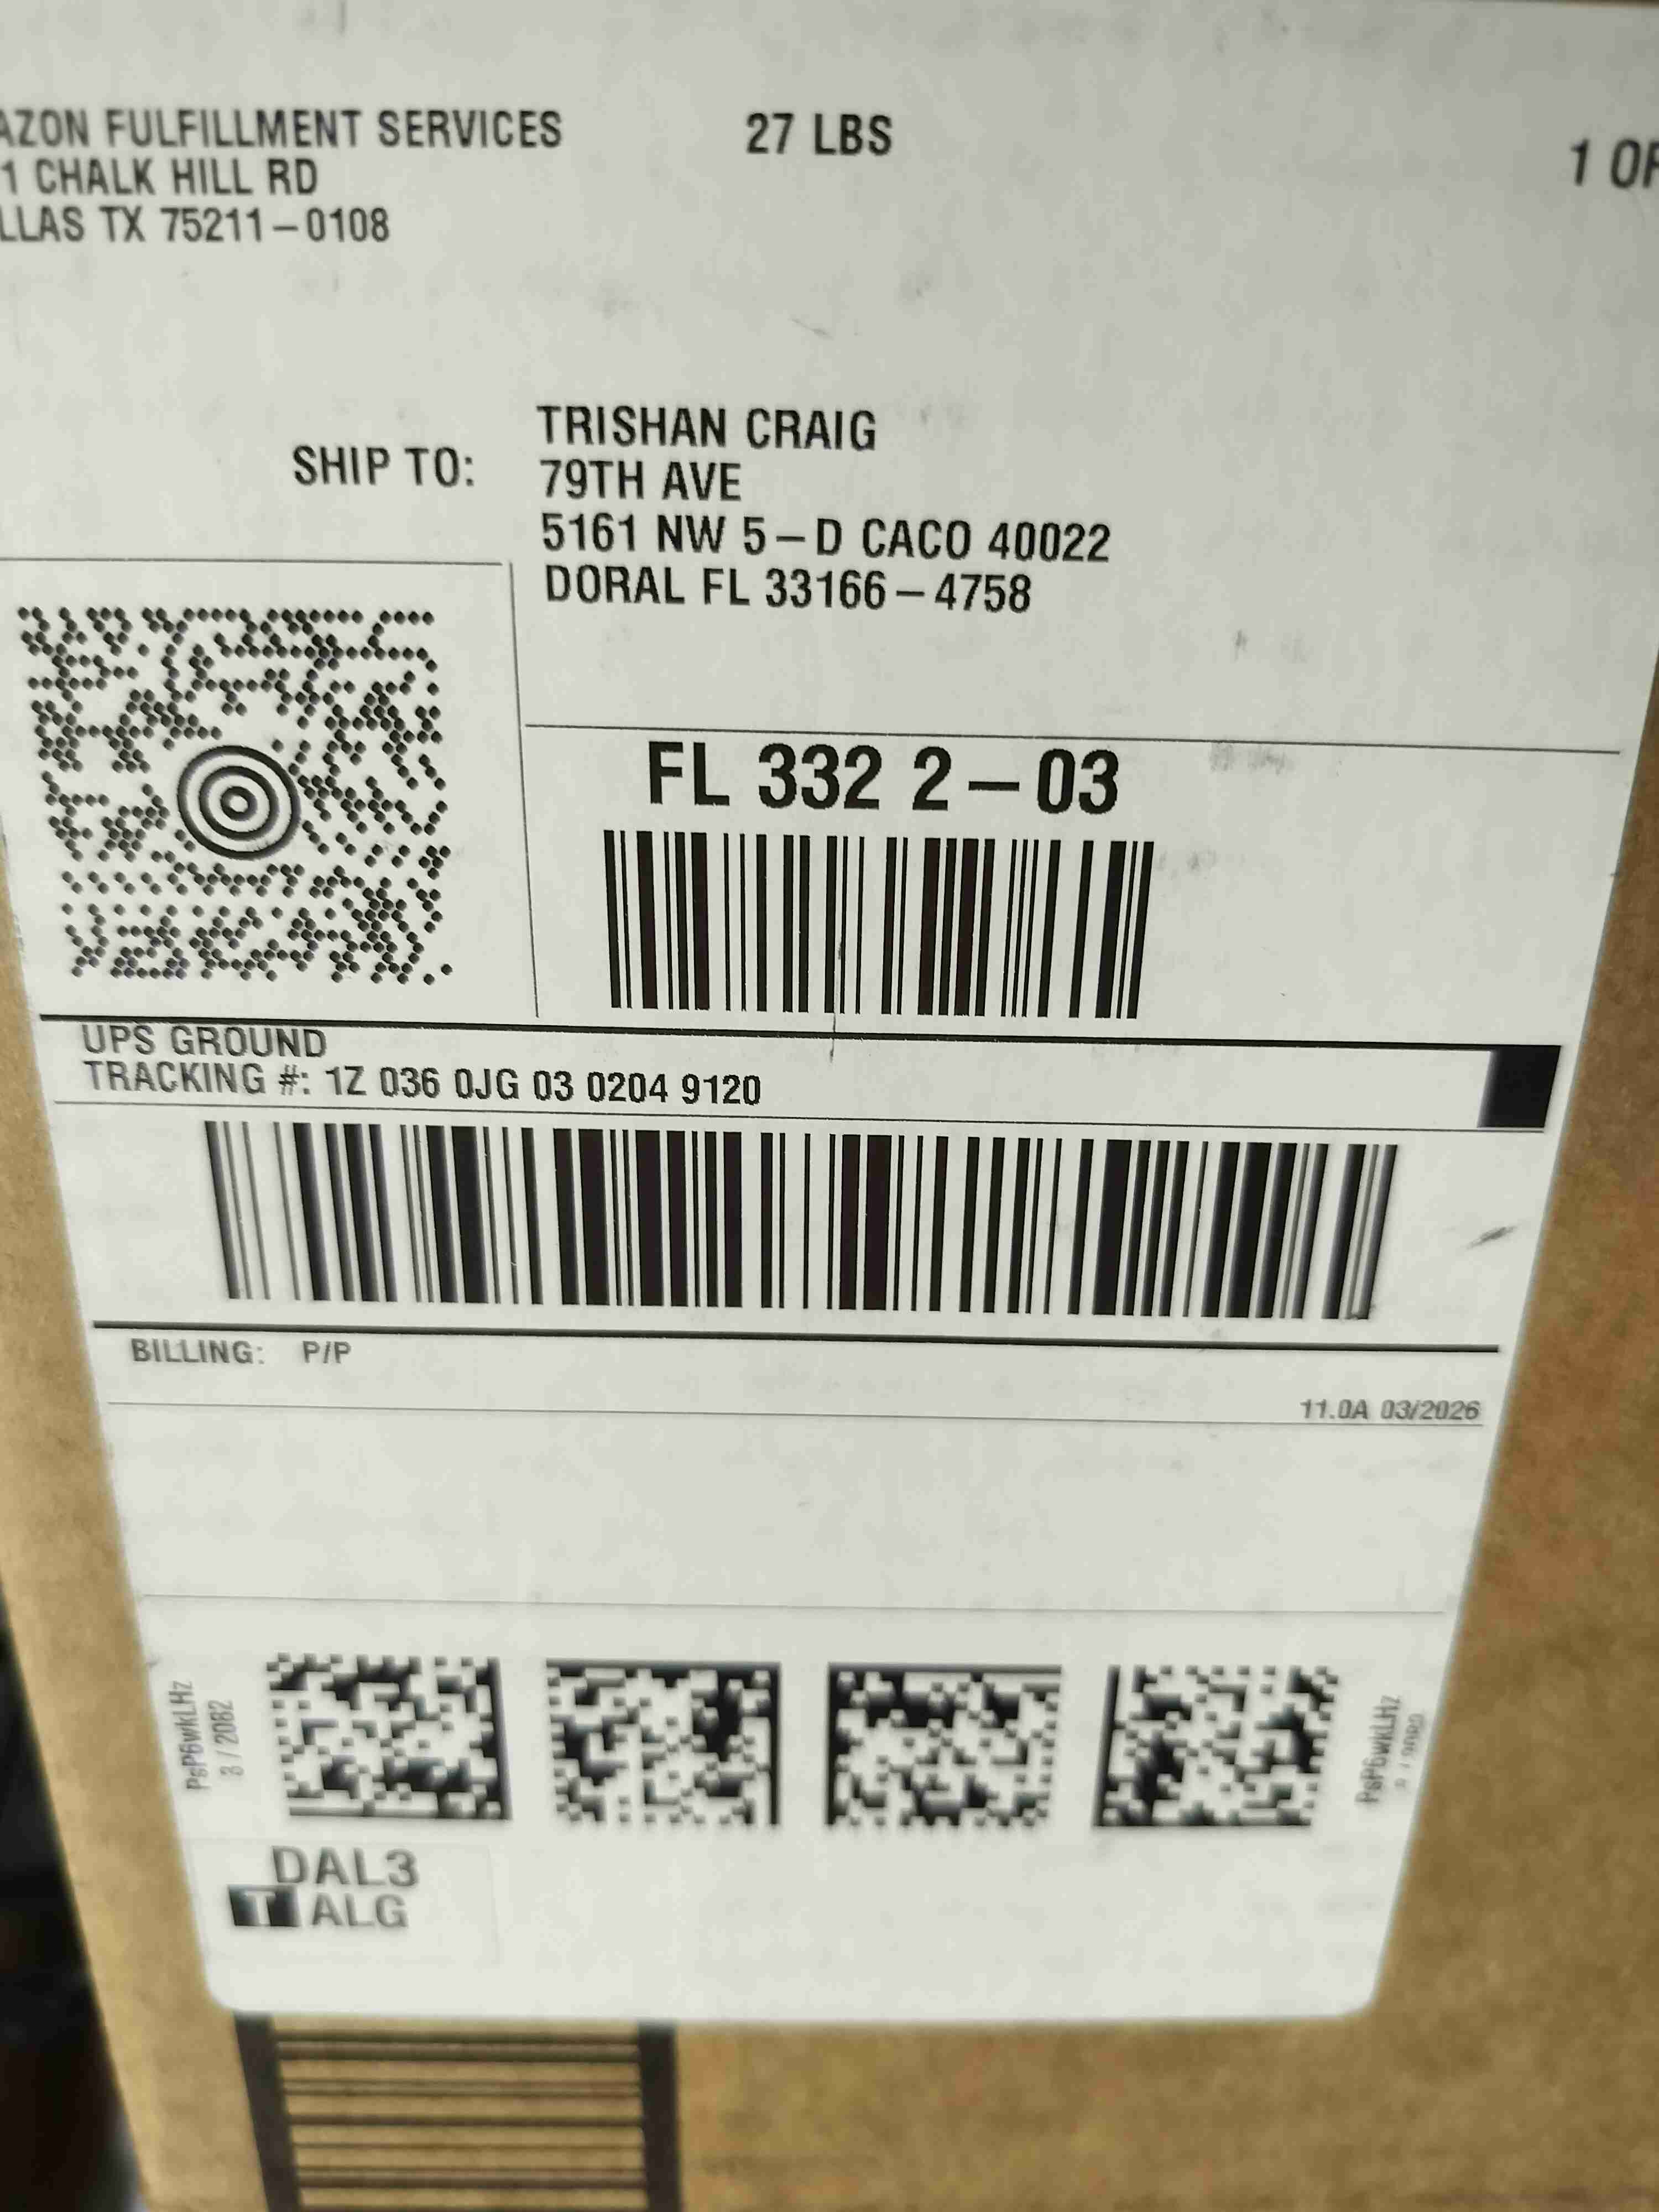 AZON FULFILLMENT SERVICES
1 CHALK HILL RD
LLAS TX 75211-0108
27 LBS
1 OF
SHIP TO:
TRISHAN CRAIG
79TH AVE
5161 NW 5-D CACO 40022
DORAL FL 33166-4758
FL 332 2-03
UPS GROUND
TRACKING #: 1Z 036 0JG 03 0204 9120
BILLING: P/P
11.0A 03/2026
PsP6wkLHz
PsP6wkLHz
DAL3
T ALG